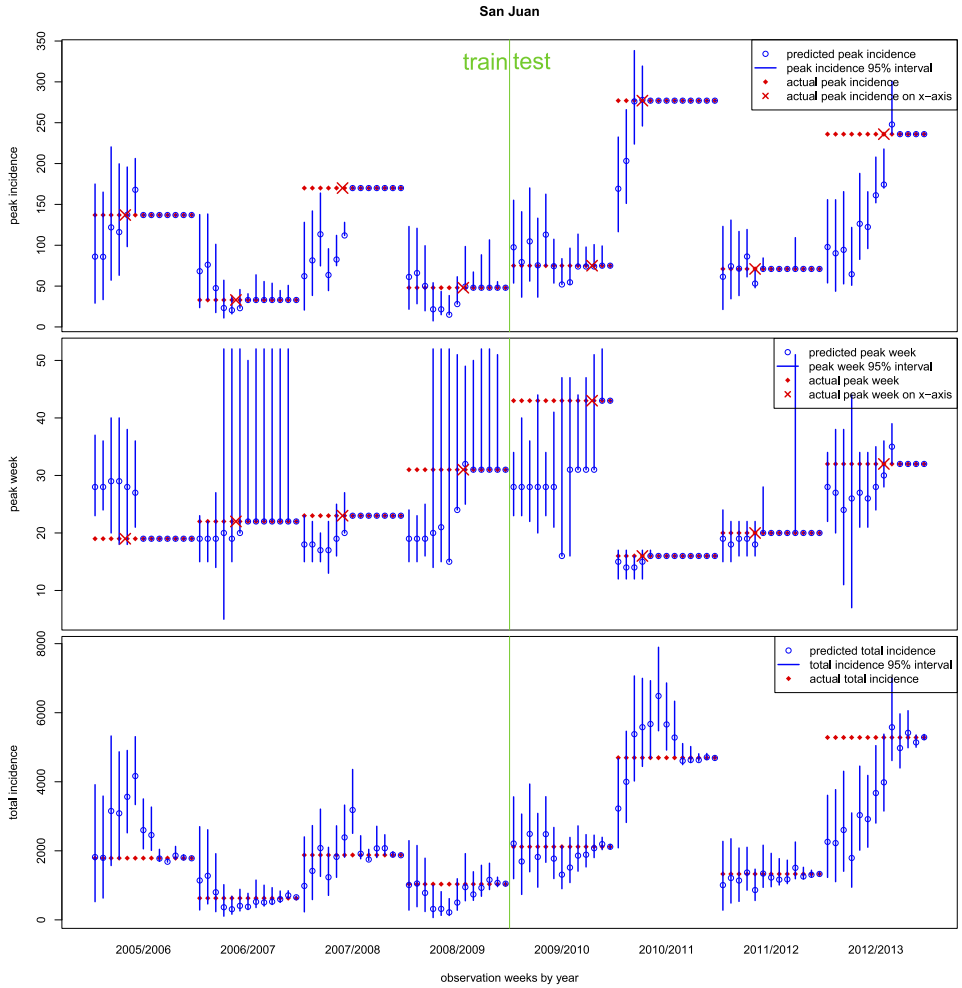 San Juan
train test
peak incidence
350
300
250
200
150
100
50
0
predicted peak incidence
peak incidence 95% interval
actual peak incidence
actual peak incidence on x−axis
peak week
50
40
30
20
10
predicted peak week
peak week 95% interval
actual peak week
actual peak week on x−axis
total incidence
8000
6000
4000
2000
0
predicted total incidence
total incidence 95% interval
actual total incidence
2005/2006 2006/2007 2007/2008 2008/2009 2009/2010 2010/2011 2011/2012 2012/2013
observation weeks by year